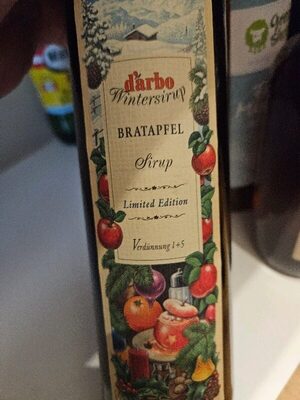 d'arbo
Wintersirup
BRATAPFEL
Sirup
Limited Edition
Verdünnung 1+5